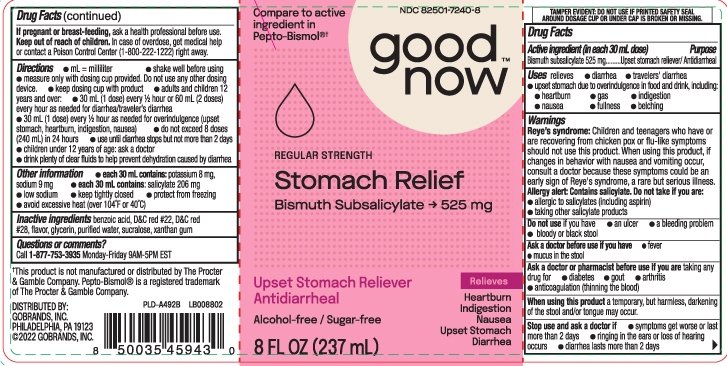 Drug Facts (continued)
If pregnant or breast-feeding, ask a health professional before use.
Keep out of reach of children. In case of overdose, get medical help
or contact a Poison Control Center (1-800-222-1222) right away.
Directions • mL = milliliter • shake well before using
• measure only with dosing cup provided. Do not use any other dosing
device. • keep dosing cup with product • adults and children 12
years and over: • 30 mL (1 dose) every ½ hour or 60 mL (2 doses)
every hour as needed for diarrhea/traveler's diarrhea
• 30 mL (1 dose) every ½ hour as needed for overindulgence (upset
stomach, heartburn, indigestion, nausea) • do not exceed 8 doses
(240 mL) in 24 hours • use until diarrhea stops but not more than 2 days
• children under 12 years of age: ask a doctor
• drink plenty of clear fluids to help prevent dehydration caused by diarrhea
Other information • each 30 mL contains: potassium 8 mg,
sodium 9 mg • each 30 mL contains: salicylate 206 mg
• low sodium • keep tightly closed • protect from freezing
• avoid excessive heat (over 104°F or 40°C)
Inactive ingredients benzoic acid, D&C red #22, D&C red
#28, flavor, glycerin, purified water, sucralose, xanthan gum
Questions or comments?
Call 1-877-753-3935 Monday-Friday 9AM-5PM EST
†This product is not manufactured or distributed by The Procter
& Gamble Company. Pepto-Bismol® is a registered trademark
of The Procter & Gamble Company.
DISTRIBUTED BY:
GOBRANDS, INC.
PHILADELPHIA, PA 19123
©2022 GOBRANDS, INC.
PLD-A492B LB008802
8 50035 45943 0
Compare to active
ingredient in
Pepto-Bismol®†
NDC 82501-7240-8
good
now™
REGULAR STRENGTH
Stomach Relief
Bismuth Subsalicylate → 525 mg
Upset Stomach Reliever
Antidiarrheal
Alcohol-free / Sugar-free
8 FL OZ (237 mL)
Relieves
Heartburn
Indigestion
Nausea
Upset Stomach
Diarrhea
TAMPER EVIDENT: DO NOT USE IF PRINTED SAFETY SEAL
AROUND DOSAGE CUP OR UNDER CAP IS BROKEN OR MISSING.
Drug Facts
Active ingredient (in each 30 mL dose) Purpose
Bismuth subsalicylate 525 mg.........Upset stomach reliever/ Antidiarrheal
Uses relieves • diarrhea • travelers' diarrhea
• upset stomach due to overindulgence in food and drink, including:
• heartburn • gas • indigestion
• nausea • fullness • belching
Warnings
Reye's syndrome: Children and teenagers who have or
are recovering from chicken pox or flu-like symptoms
should not use this product. When using this product, if
changes in behavior with nausea and vomiting occur,
consult a doctor because these symptoms could be an
early sign of Reye's syndrome, a rare but serious illness.
Allergy alert: Contains salicylate. Do not take if you are:
• allergic to salicylates (including aspirin)
• taking other salicylate products
Do not use if you have • an ulcer • a bleeding problem
• bloody or black stool
Ask a doctor before use if you have • fever
• mucus in the stool
Ask a doctor or pharmacist before use if you are taking any
drug for • diabetes • gout • arthritis
• anticoagulation (thinning the blood)
When using this product a temporary, but harmless, darkening
of the stool and/or tongue may occur.
Stop use and ask a doctor if • symptoms get worse or last
more than 2 days • ringing in the ears or loss of hearing
occurs • diarrhea lasts more than 2 days